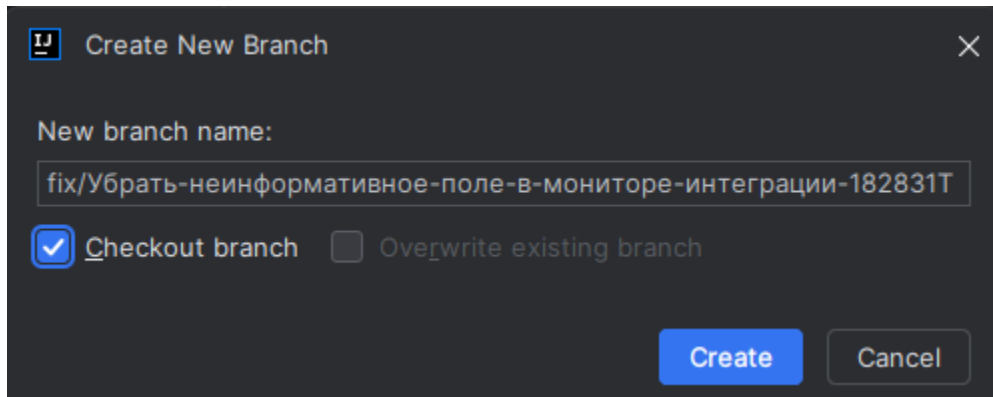 IJ
Create New Branch
New branch name:
fix/Убрать-неинформативное-поле-в-мониторе-интеграции-182831T
Checkout branch Overwrite existing branch
Create Cancel